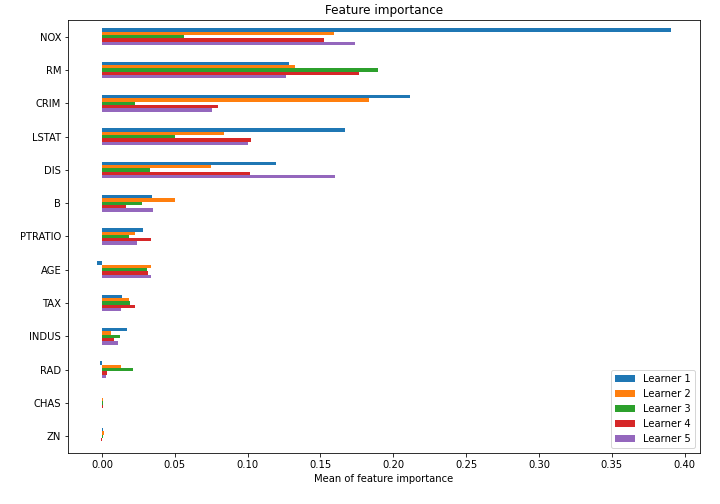 Feature importance
NOX
RM
CRIM
LSTAT
DIS
B
PTRATIO
AGE
TAX
INDUS
RAD
CHAS
ZN
Learner 1
Learner 2
Learner 3
Learner 4
Learner 5
0.00 0.05 0.10 0.15 0.20 0.25 0.30 0.35 0.40
Mean of feature importance